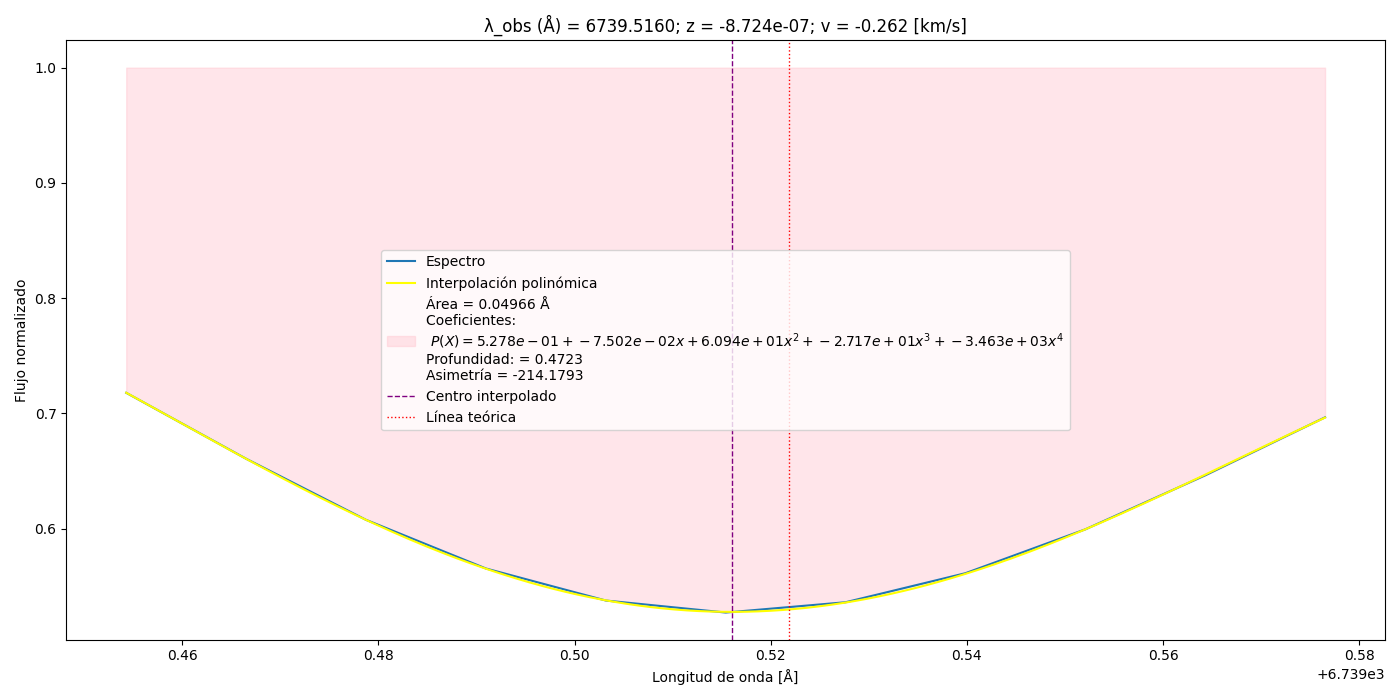 λ_obs (Å) = 6739.5160; z = -8.724e-07; v = -0.262 [km/s]
Flujo normalizado
1.0
0.9
0.8
0.7
0.6
Espectro
Interpolación polinómica
Área = 0.04966 Å
Coeficientes:
P(X) = 5.278e − 01 + −7.502e − 02x + 6.094e + 01x² + −2.717e + 01x³ + −3.463e + 03x⁴
Profundidad: = 0.4723
Asimetría = -214.1793
Centro interpolado
Línea teórica
0.46 0.48 0.50 0.52 0.54 0.56 0.58
+6.739e3
Longitud de onda [Å]